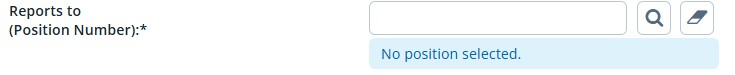 Reports to
(Position Number):*
No position selected.